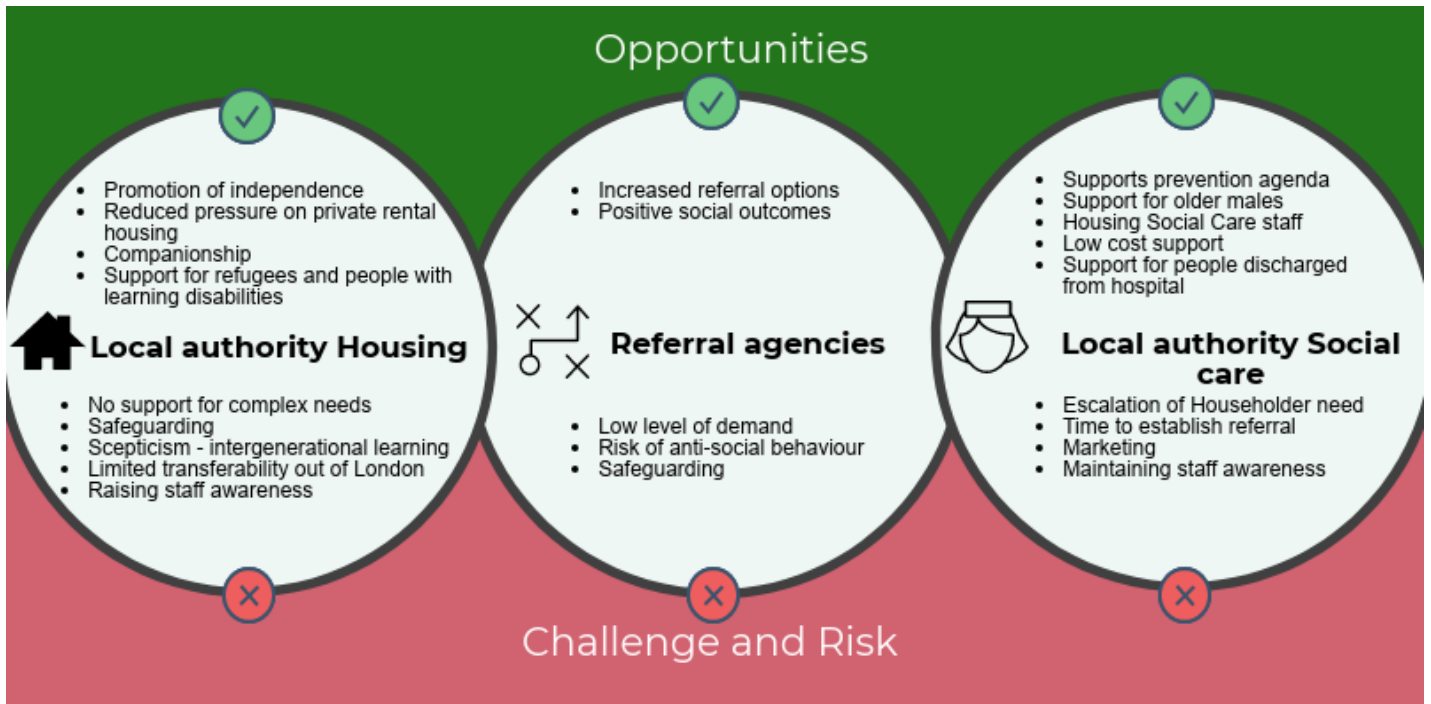 Opportunities
• Promotion of independence
• Reduced pressure on private rental
housing
• Companionship
• Support for refugees and people with
learning disabilities
Local authority Housing
• No support for complex needs
• Safeguarding
• Scepticism - intergenerational learning
• Limited transferability out of London
• Raising staff awareness
• Increased referral options
• Positive social outcomes
Referral agencies
• Low level of demand
• Risk of anti-social behaviour
• Safeguarding
• Supports prevention agenda
• Support for older males
• Housing Social Care staff
• Low cost support
• Support for people discharged
from hospital
Local authority Social
care
• Escalation of Householder need
• Time to establish referral
• Marketing
• Maintaining staff awareness
Challenge and Risk